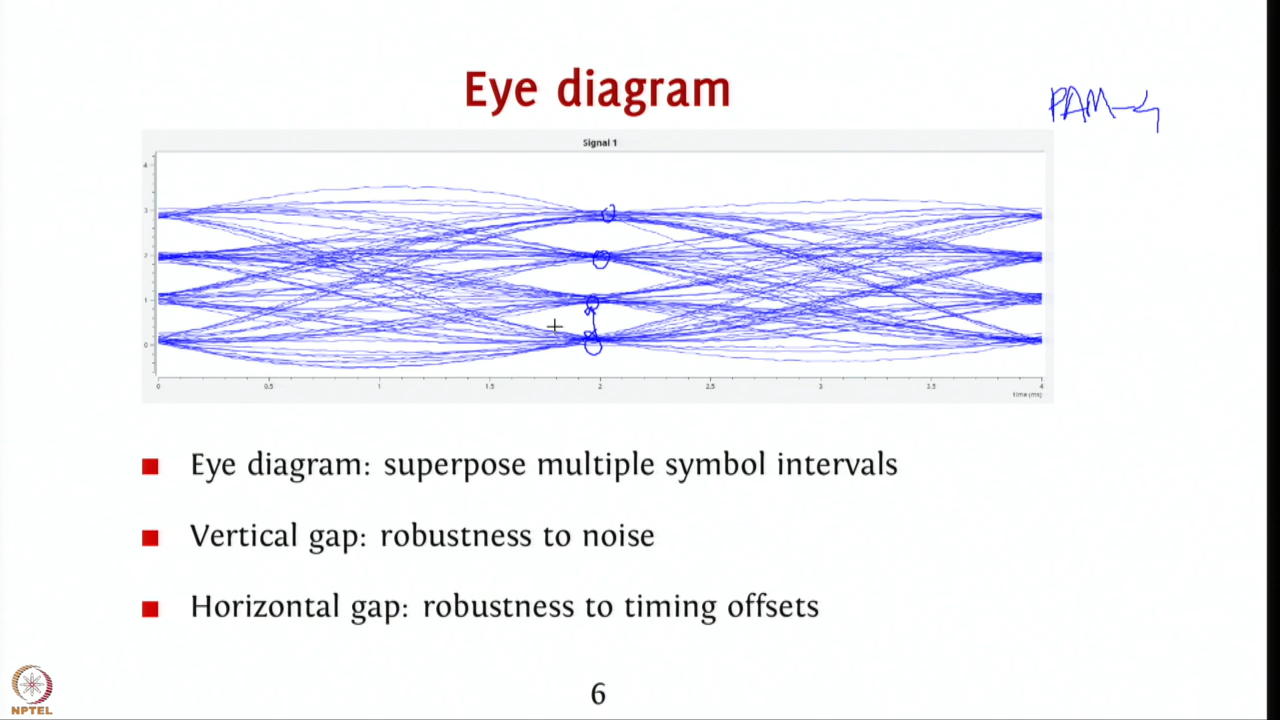 Eye diagram
PAM-4
Signal 1
4
3
2
1
0
0 0.5 1 1.5 2 2.5 3 3.5 4
time (ms)
Eye diagram: superpose multiple symbol intervals
Vertical gap: robustness to noise
Horizontal gap: robustness to timing offsets
NPTEL
6